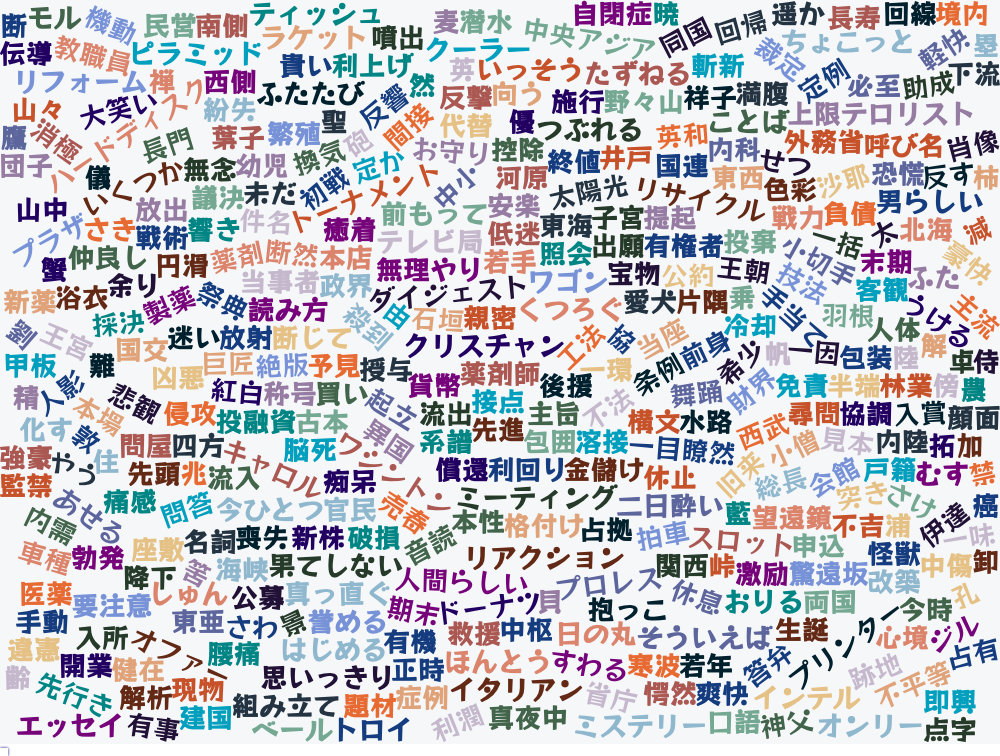 断 モル 機動 民営 南側 ティッシュ 麦 潜水 中央アジア 自閉症 暁 同国 回帰 遥か 長寿 回線 境内
伝導 教職員 ピラミッド ラケット 噴出 クーラー 裁定 ちょこっと 軽快 塁
リフォーム 禅 西側 貴い 利上げ 然 英 いっそう たずねる 斬新 定例 必至 助成 下流
山々 大笑い ハードディスク 紛失 ふたたび 反響 反撃 向う 施行 野々山 祥子 満腹 上限 テロリスト
鷹 消極 長門 葉子 繁殖 聖 砲 間接 代替 優 つぶれる 英和 ことば 外務省 呼び名 肖像
団子 儀 いくつか 無念 幼児 換気 定か お守り 控除 終値 井戸 国連 内科 せつ 恐慌 反す 柿
山中 放出 議決 未だ 初戦 トーナメント 中小 河原 太陽光 リサイクル 東西 色彩 沙耶 男らしい
プラザ さき 戦術 響き 件名 癒着 前もって 安楽 東海 子宮 提起 戦力 負債 一括 太 北海 減
蟹 仲良し 円滑 薬剤 断然 本店 テレビ局 低迷 照会 出願 有権者 投棄 小切手 末期 豪快
新薬 浴衣 余り 製薬 祭典 当事者 政界 無理やり 若手 ワゴン 宝物 公約 王朝 技法 客観 ふた
劉 王宮 採決 読み方 殺到 由 ダイジェスト 石垣 親密 くつろぐ 愛犬 片隅 乗 手当て 羽根 つける 主流
甲板 難 国交 迷い 放射 断じて クリスチャン 工法 協 当座 冷却 人体 解
精 人影 凶悪 巨匠 絶版 予見 授与 貨幣 薬剤師 後援 一環 条例 前身 希少 帆 一因 包装 陸 卓 侍
化す 本場 悲観 侵攻 紅白 称号 買い 起立 流出 接点 主旨 不法 舞踊 財界 免責 半端 林業 傍 農
敦 投融資 古本 異国 系譜 先進 包囲 溶接 構文 水路 西武 尋問 協調 入賞 顔面
強豪 やつ 住 問屋 四方 キャロル 脳死 ワシントン 一目瞭然 旧来 小僧 見本 内陸 拓 加
監禁 あせる 先頭 兆 流入 痴呆 償還 利回り 金儲け 休止 総長 会館 戸籍 むす 禁
内需 痛感 問答 今ひとつ 官民 売春 ミーティング 二日酔い 藍 望遠鏡 突き さけ 癌
車種 勃発 座敷 名詞 喪失 新株 破損 音読 本性 格付け 占拠 拍車 スロット 申込 不吉 浦 伊達 一味
医薬 降下 答 海峡 果てしない リアクション 関西 峠 激励 驚 遠坂 怪獣 改築 中傷 卸
手動 要注意 しゅん 公募 真っ直ぐ 人間らしい プロレス 休息 おりる 両国 今時 孔
違憲 入所 オファー 東亜 さわ 景 誉める 期末 ドーナツ 貝 抱っこ プリンター 心境 ジル
齢 開業 健在 腰痛 はじめる 有機 救援 中枢 日の丸 そういえば 生誕 跡地 占有
先行き 解析 現物 思いっきり 正時 ほんとう すわる 寒波 若年 答弁 不平等
エッセイ 有事 建国 組み立て 題材 症例 イタリアン 省庁 愕然 爽快 インテル 即興
ベール トロイ 利潤 真夜中 ミステリー 口語 神父 オンリー 点字